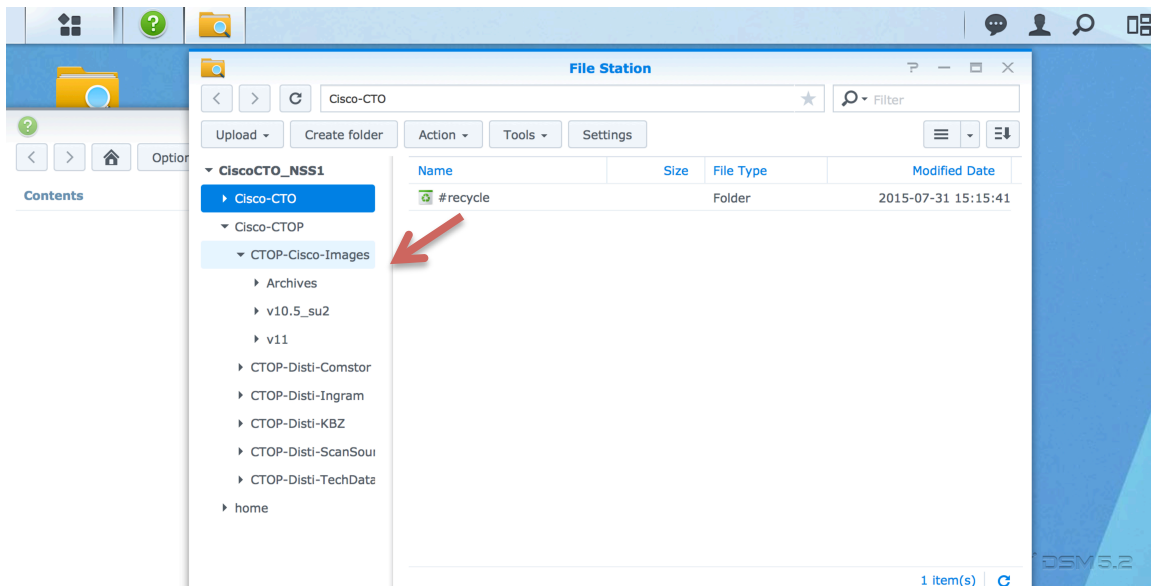 File Station
Cisco-CTO
Filter
Upload
Create folder
Action
Tools
Settings
Option
Contents
CiscoCTO_NSS1
Cisco-CTO
Cisco-CTOP
CTOP-Cisco-Images
Archives
v10.5_su2
v11
CTOP-Disti-Comstor
CTOP-Disti-Ingram
CTOP-Disti-KBZ
CTOP-Disti-ScanSour
CTOP-Disti-TechData
home
Name Size File Type Modified Date
#recycle Folder 2015-07-31 15:15:41
1 item(s)
DSM 5.2